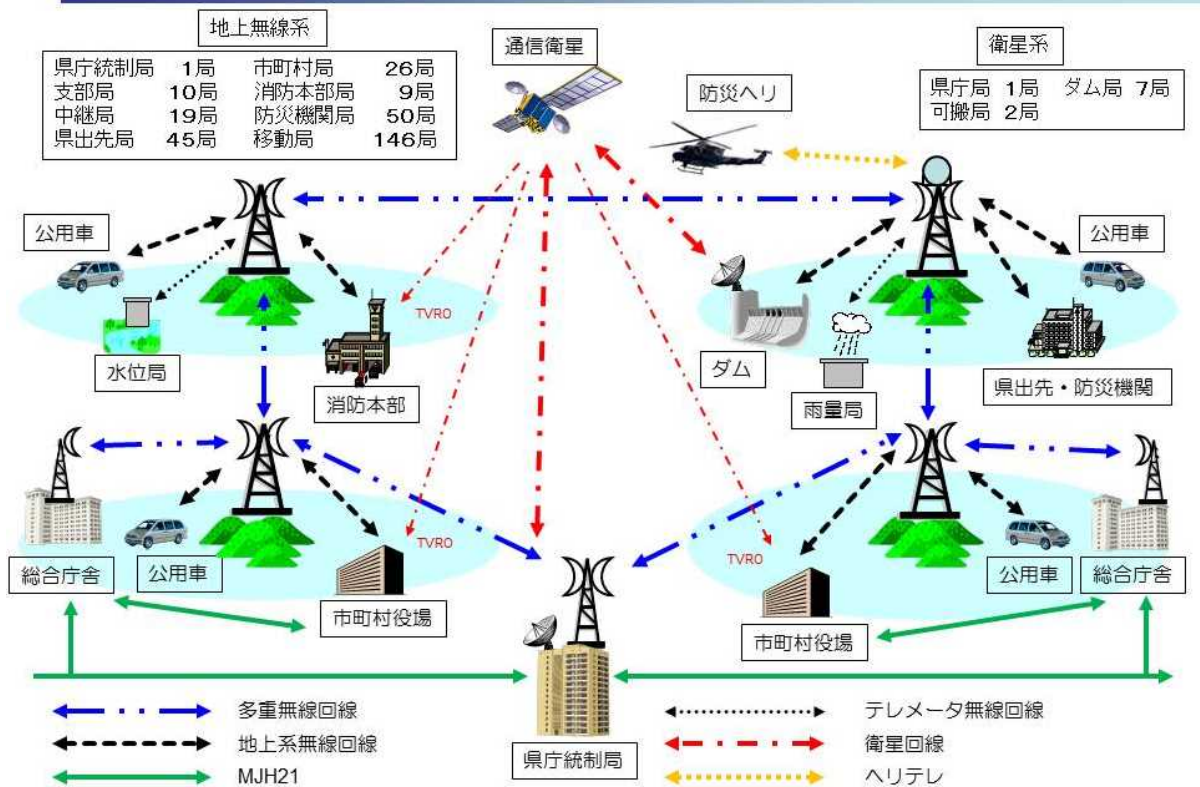 地上無線系
県庁統制局 1局 市町村局 26局
支部局 10局 消防本部局 9局
中継局 19局 防災機関局 50局
県出先局 45局 移動局 146局
通信衛星
防災ヘリ
衛星系
県庁局 1局 ダム局 7局
可搬局 2局
公用車
公用車
TVRO
水位局
消防本部
ダム
雨量局
県出先・防災機関
TVRO
TVRO
総合庁舎
公用車
市町村役場
公用車
総合庁舎
市町村役場
県庁統制局
多重無線回線
地上系無線回線
MJH21
テレメータ無線回線
衛星回線
ヘリテレ